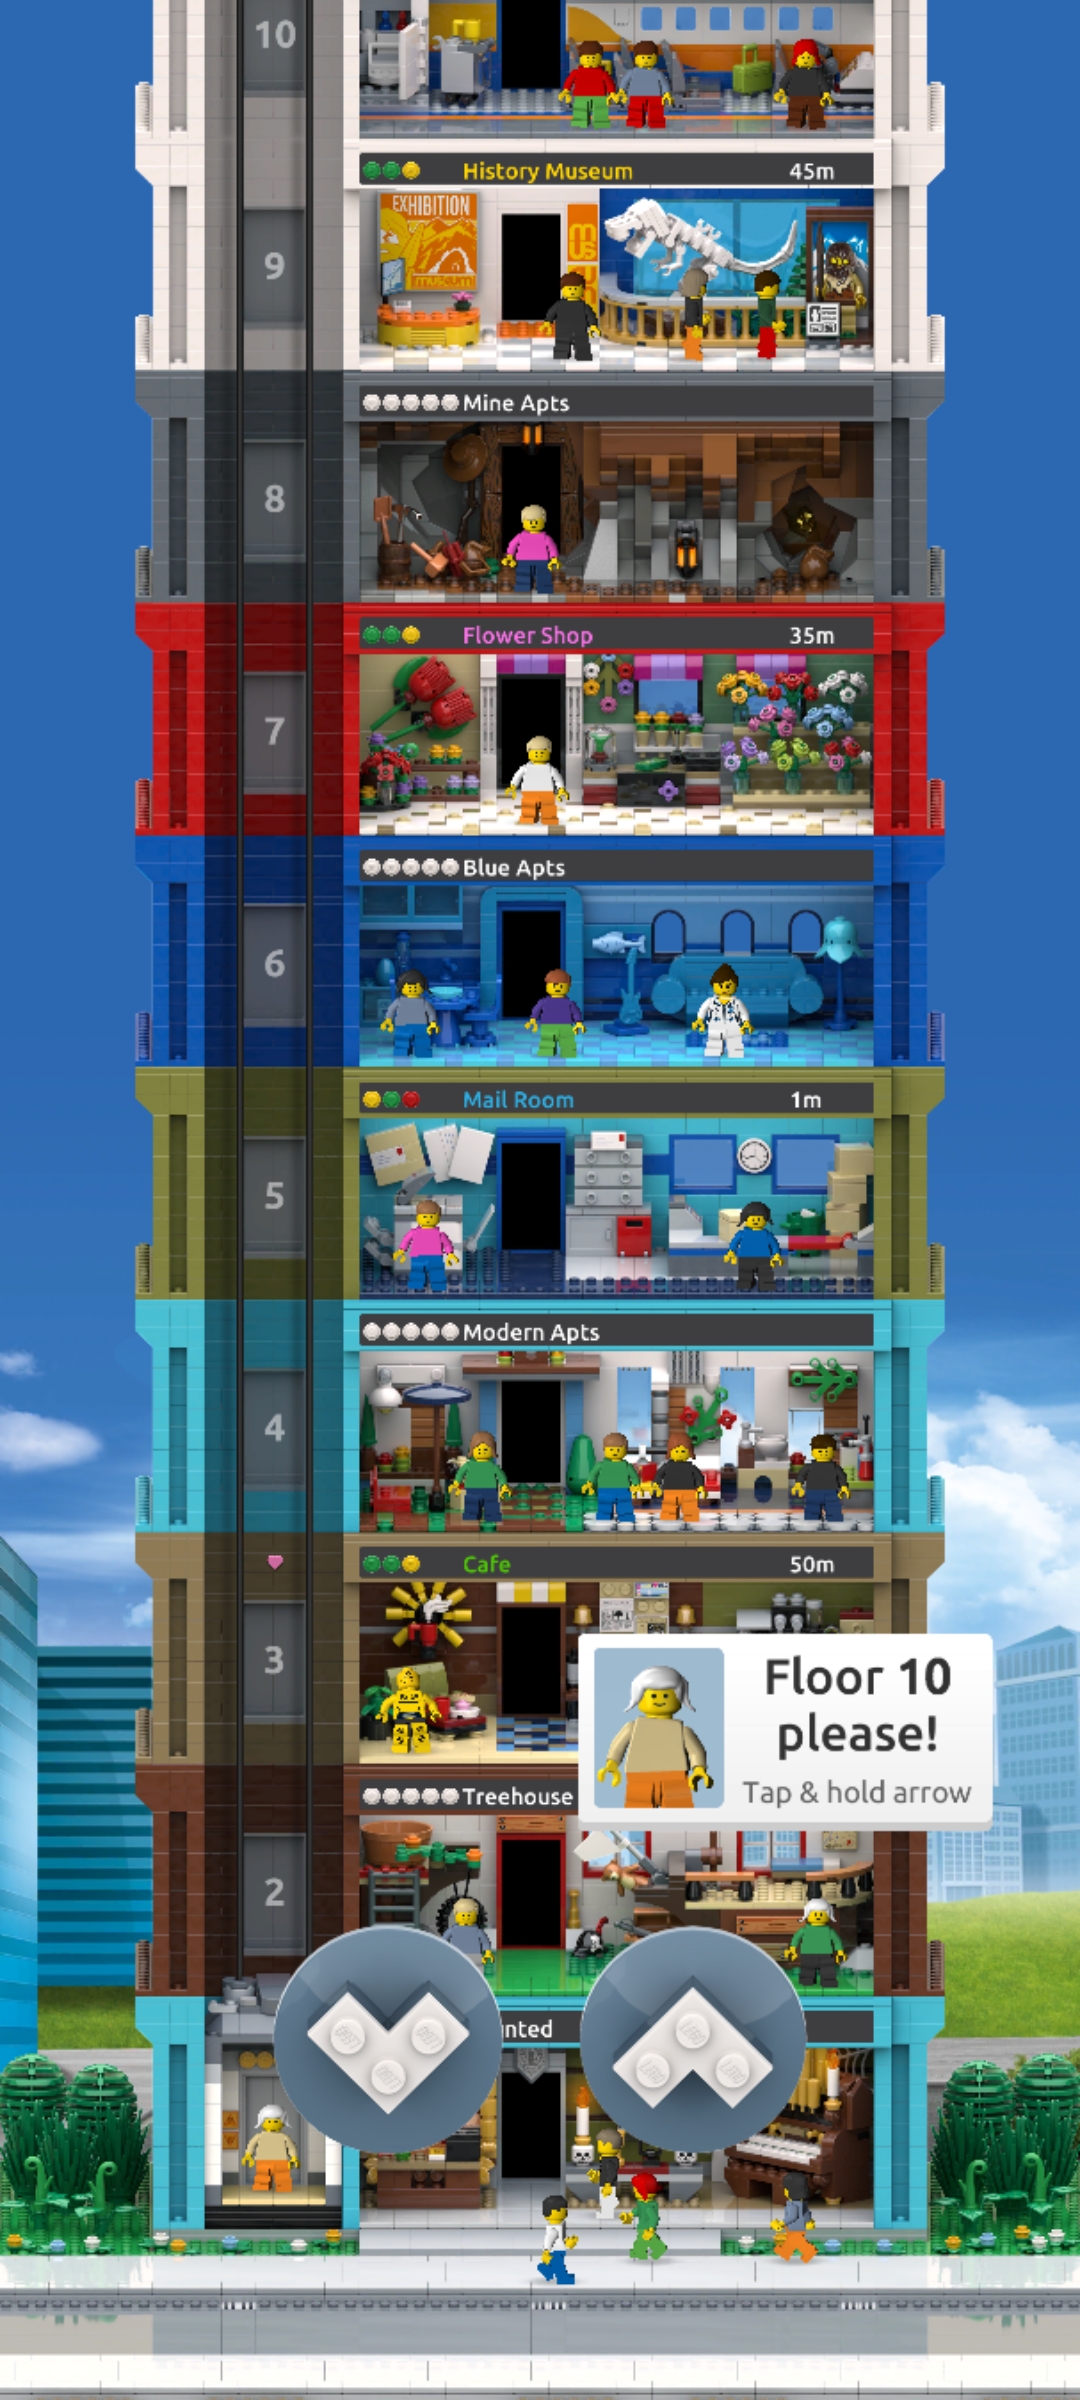 10
History Museum 45m
EXHIBITION
museum
9
Mine Apts
8
Flower Shop 35m
7
Blue Apts
6
Mail Room 1m
5
Modern Apts
4
Cafe 50m
3
Floor 10
please!
Tap & hold arrow
Treehouse
2
nted